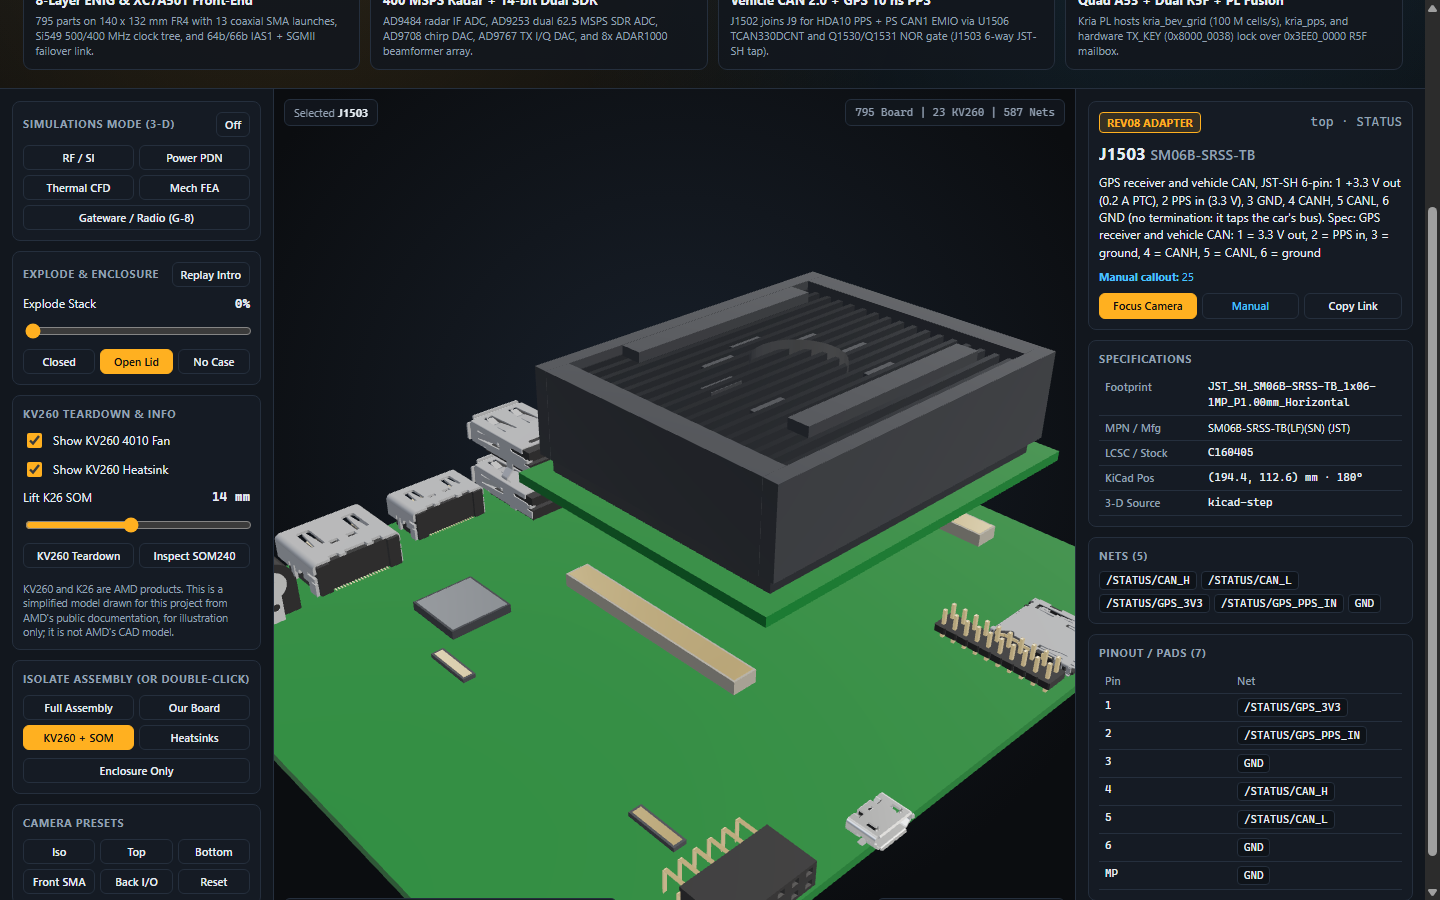 8-Layer ENIG & XC7A50T Front-End
400 MSPS Radar + 14-bit Dual SDR
Vehicle CAN 2.0 + GPS 10 ns PPS
Quad A53 + Dual R5F + PL Fusion
795 parts on 140 x 132 mm FR4 with 13 coaxial SMA launches,
Si549 500/400 MHz clock tree, and 64b/66b IAS1 + SGMII
failover link.
AD9484 radar IF ADC, AD9253 dual 62.5 MSPS SDR ADC,
AD9708 chirp DAC, AD9767 TX I/Q DAC, and 8x ADAR1000
beamformer array.
J1502 joins J9 for HDA10 PPS + PS CAN1 EMIO via U1506
TCAN330DCNT and Q1530/Q1531 NOR gate (J1503 6-way JST-
SH tap).
Kria PL hosts kria_bev_grid (100 M cells/s), kria_pps, and
hardware TX_KEY (0x8000_0038) lock over 0x3EE0_0000 R5F
mailbox.
SIMULATIONS MODE (3-D)
Off
RF / SI
Power PDN
Thermal CFD
Mech FEA
Gateware / Radio (G-8)
EXPLODE & ENCLOSURE
Replay Intro
Explode Stack
0%
Closed
Open Lid
No Case
KV260 TEARDOWN & INFO
Show KV260 4010 Fan
Show KV260 Heatsink
Lift K26 SOM
14 mm
KV260 Teardown
Inspect SOM240
KV260 and K26 are AMD products. This is a
simplified model drawn for this project from
AMD's public documentation, for illustration
only; it is not AMD's CAD model.
ISOLATE ASSEMBLY (OR DOUBLE-CLICK)
Full Assembly
Our Board
KV260 + SOM
Heatsinks
Enclosure Only
CAMERA PRESETS
Iso
Top
Bottom
Front SMA
Back I/O
Reset
Selected J1503
795 Board | 23 KV260 | 587 Nets
REV08 ADAPTER
top · STATUS
J1503 SM06B-SRSS-TB
GPS receiver and vehicle CAN, JST-SH 6-pin: 1 +3.3 V out
(0.2 A PTC), 2 PPS in (3.3 V), 3 GND, 4 CANH, 5 CANL, 6
GND (no termination: it taps the car's bus). Spec: GPS
receiver and vehicle CAN: 1 = 3.3 V out, 2 = PPS in, 3 =
ground, 4 = CANH, 5 = CANL, 6 = ground
Manual callout: 25
Focus Camera
Manual
Copy Link
SPECIFICATIONS
Footprint
JST_SH_SM06B-SRSS-TB_1x06-
1MP_P1.00mm_Horizontal
MPN / Mfg
SM06B-SRSS-TB(LF)(SN) (JST)
LCSC / Stock
C160405
KiCad Pos
(194.4, 112.6) mm · 180°
3-D Source
kicad-step
NETS (5)
/STATUS/CAN_H
/STATUS/CAN_L
/STATUS/GPS_3V3
/STATUS/GPS_PPS_IN
GND
PINOUT / PADS (7)
Pin
Net
1
/STATUS/GPS_3V3
2
/STATUS/GPS_PPS_IN
3
GND
4
/STATUS/CAN_H
5
/STATUS/CAN_L
6
GND
MP
GND